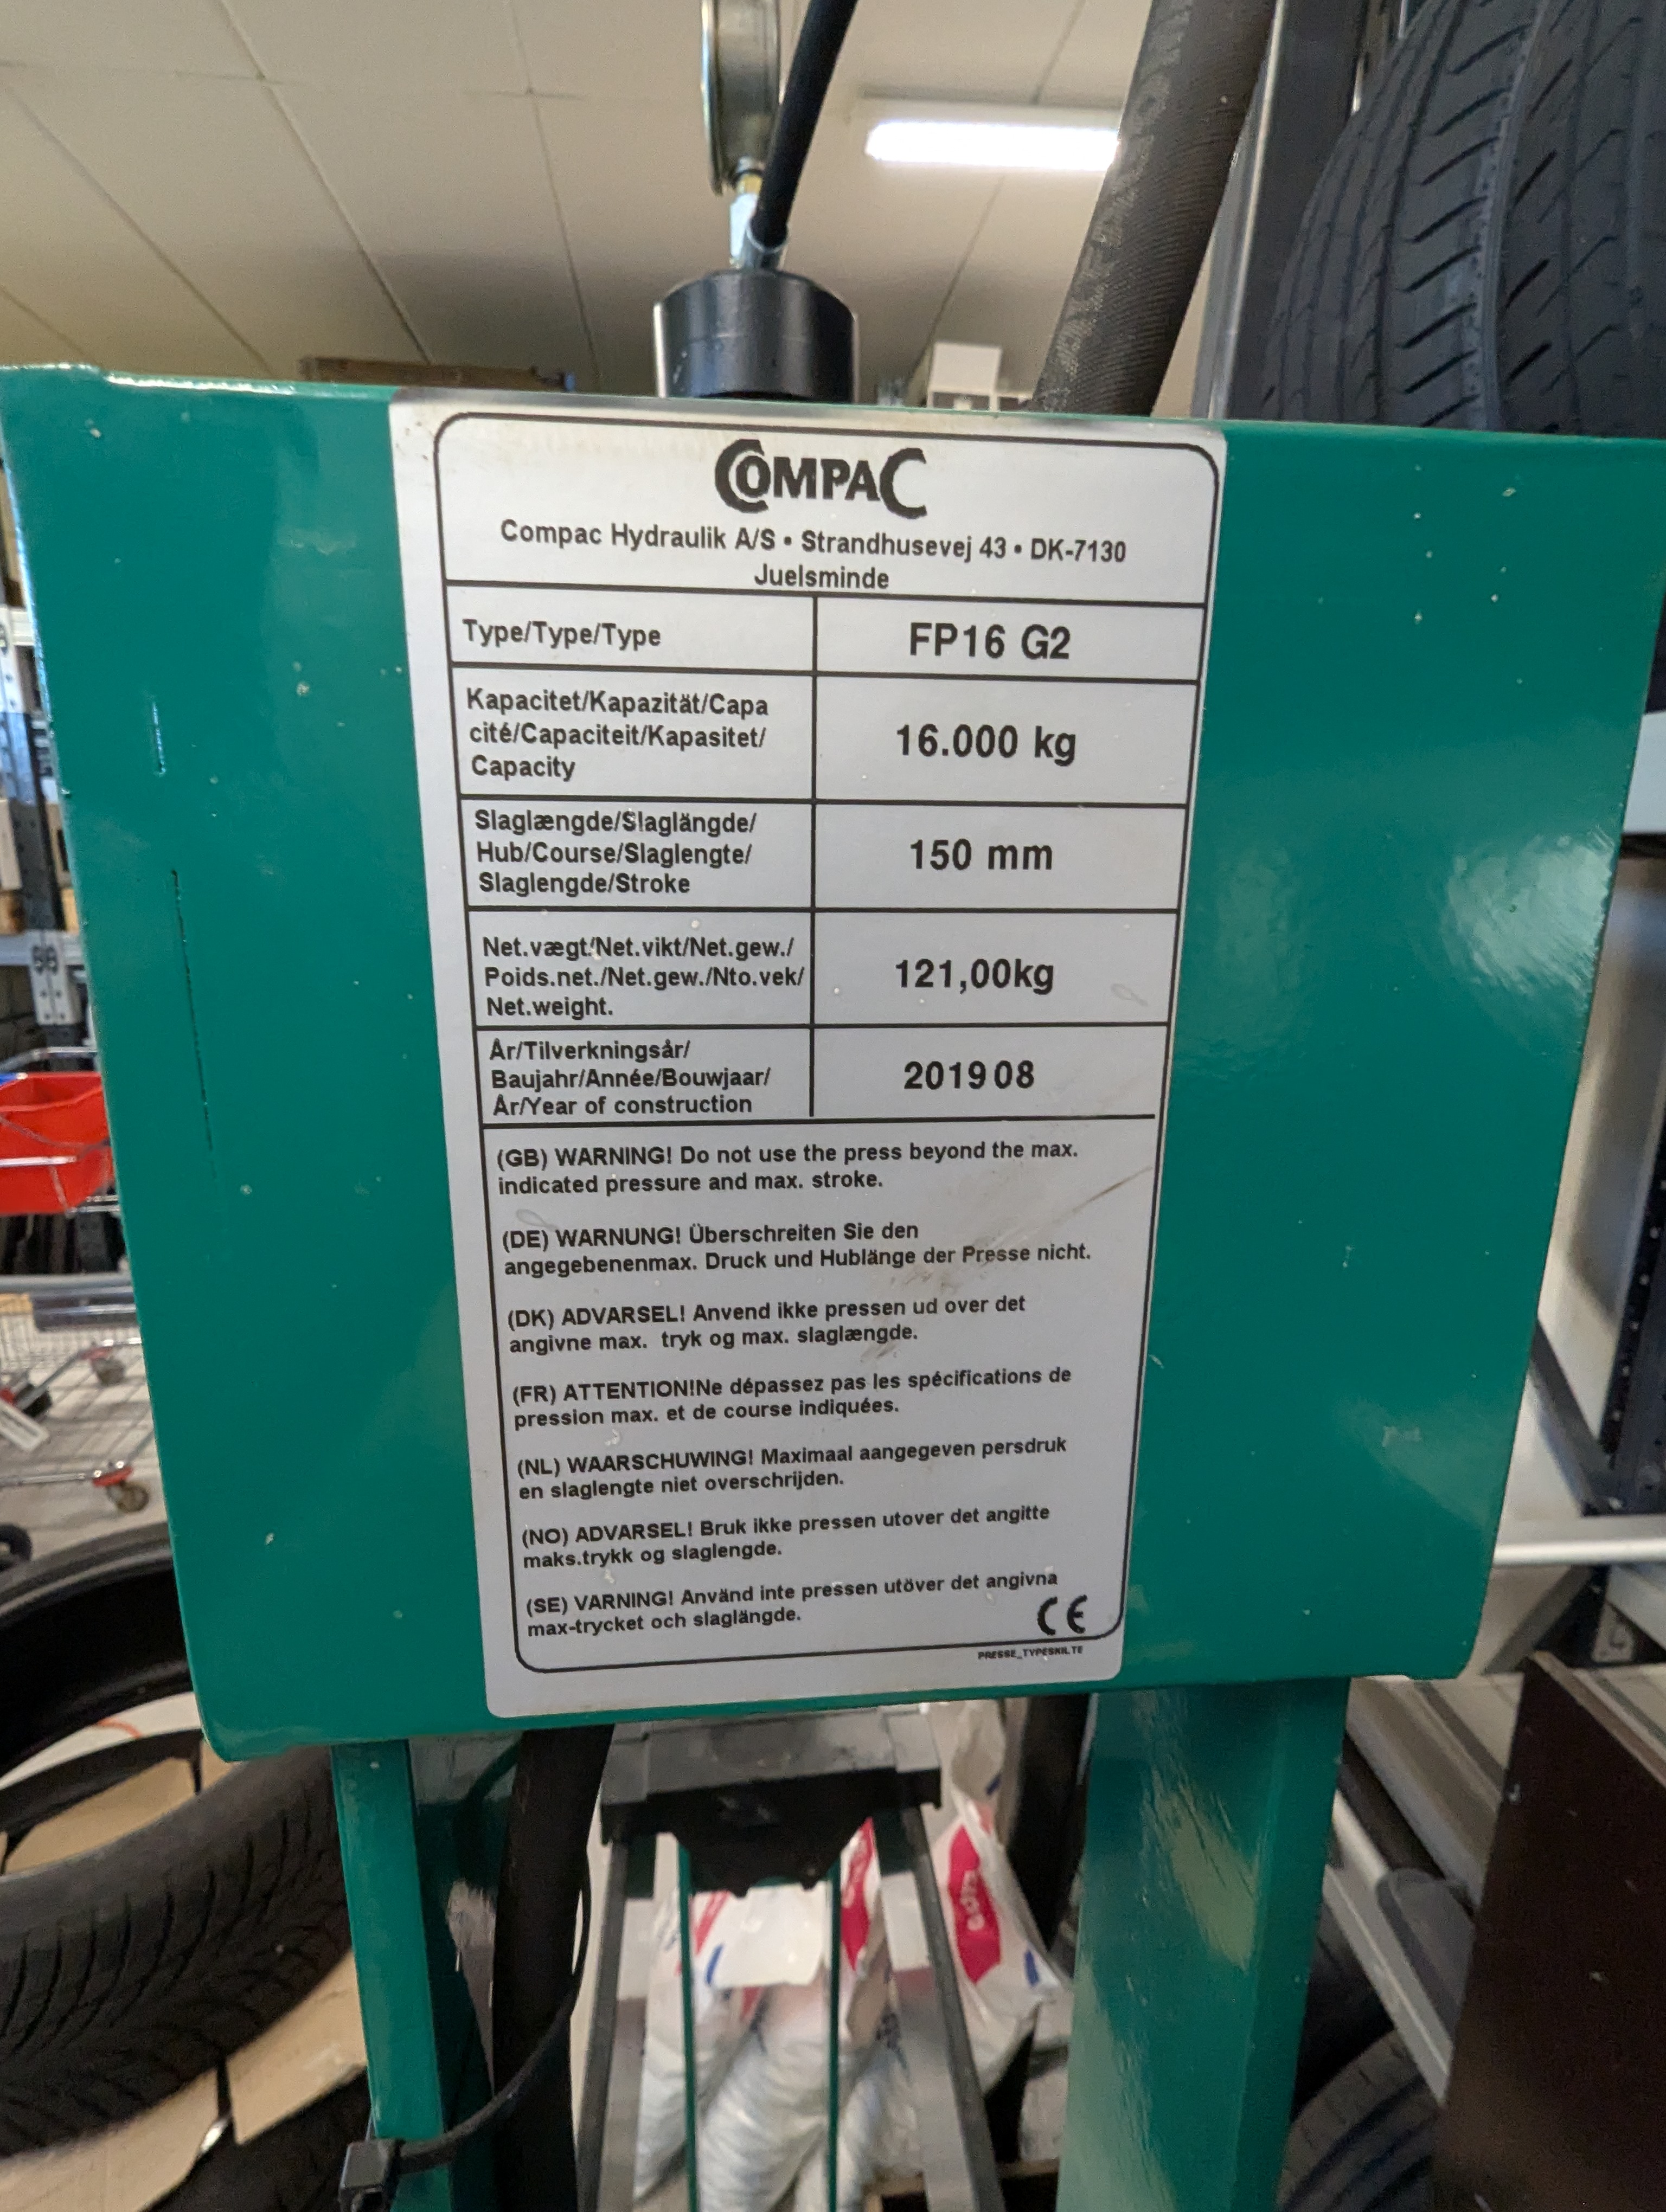 COMPAC
Compac Hydraulik A/S • Strandhusevej 43 • DK-7130
Juelsminde
Type/Type/Type
FP16 G2
Kapacitet/Kapazität/Capa
cité/Capaciteit/Kapasitet/
Capacity
16.000 kg
Slaglængde/Slaglängde/
Hub/Course/Slaglengte/
Slaglengde/Stroke
150 mm
Net.vægt/Net.vikt/Net.gew./
Poids.net./Net.gew./Nto.vek/
Net.weight.
121,00kg
År/Tilverkningsår/
Baujahr/Année/Bouwjaar/
År/Year of construction
2019 08
(GB) WARNING! Do not use the press beyond the max.
indicated pressure and max. stroke.
(DE) WARNUNG! Überschreiten Sie den
angegebenenmax. Druck und Hublänge der Presse nicht.
(DK) ADVARSEL! Anvend ikke pressen ud over det
angivne max. tryk og max. slaglængde.
(FR) ATTENTION!Ne dépassez pas les spécifications de
pression max. et de course indiquées.
(NL) WAARSCHUWING! Maximaal aangegeven persdruk
en slaglengte niet overschrijden.
(NO) ADVARSEL! Bruk ikke pressen utover det angitte
maks.trykk og slaglengde.
(SE) VARNING! Använd inte pressen utöver det angivna
max-trycket och slaglängde.
CE
PRESSE_TYPESKILTE